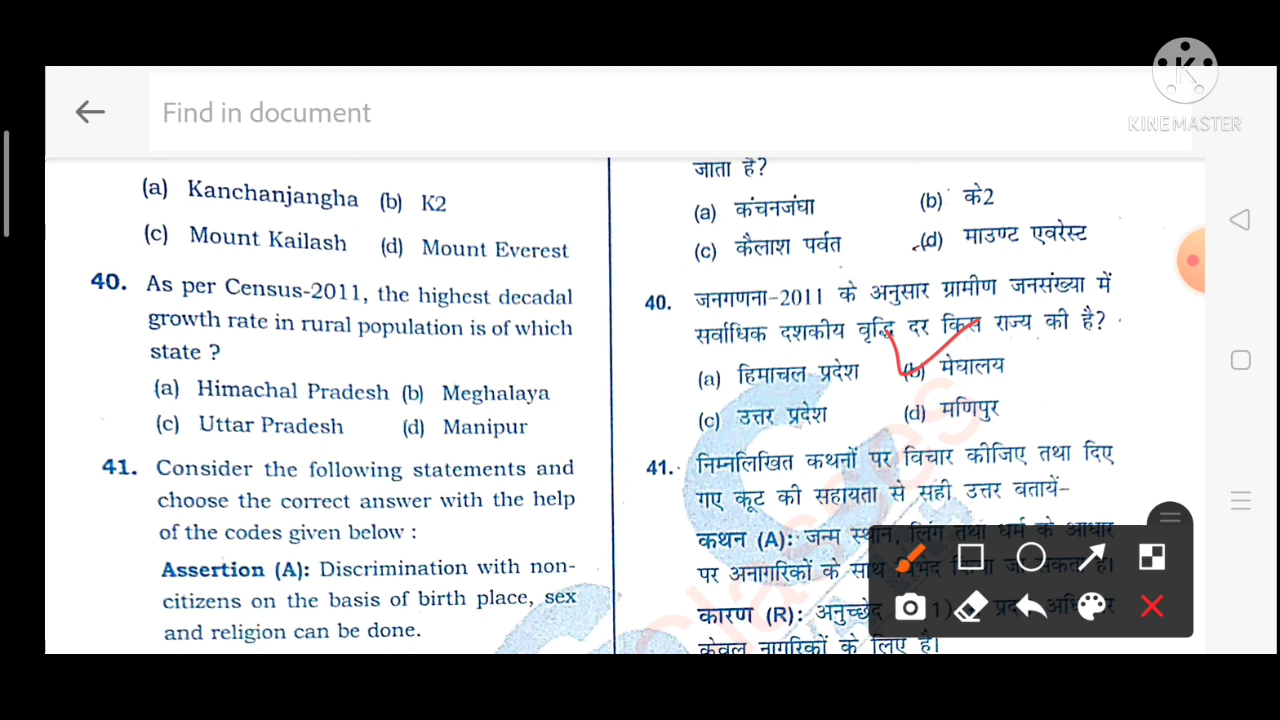 Find in document
KINEMASTER
(a) Kanchanjangha (b) K2
(c) Mount Kailash (d) Mount Everest
40. As per Census-2011, the highest decadal
growth rate in rural population is of which
state ?
(a) Himachal Pradesh (b) Meghalaya
(c) Uttar Pradesh (d) Manipur
41. Consider the following statements and
choose the correct answer with the help
of the codes given below :
Assertion (A): Discrimination with non-
citizens on the basis of birth place, sex
and religion can be done.
जाता है?
(a) कंचनजंघा (b) के2
(c) कैलाश पर्वत (d) माउण्ट एवरेस्ट
40. जनगणना-2011 के अनुसार ग्रामीण जनसंख्या में
सर्वाधिक दशकीय वृद्धि दर किस राज्य की है?
(a) हिमाचल प्रदेश (b) मेघालय
(c) उत्तर प्रदेश (d) मणिपुर
41. निम्नलिखित कथनों पर विचार कीजिए तथा दिए
गए कूट की सहायता से सही उत्तर बतायें-
कथन (A): जन्म स्थान, लिंग तथा धर्म के आधार
पर अनागरिकों के साथ विभेद किया जा सकता है।
कारण (R): अनुच्छेद
केवल नागरिकों के लिए है।
Classes